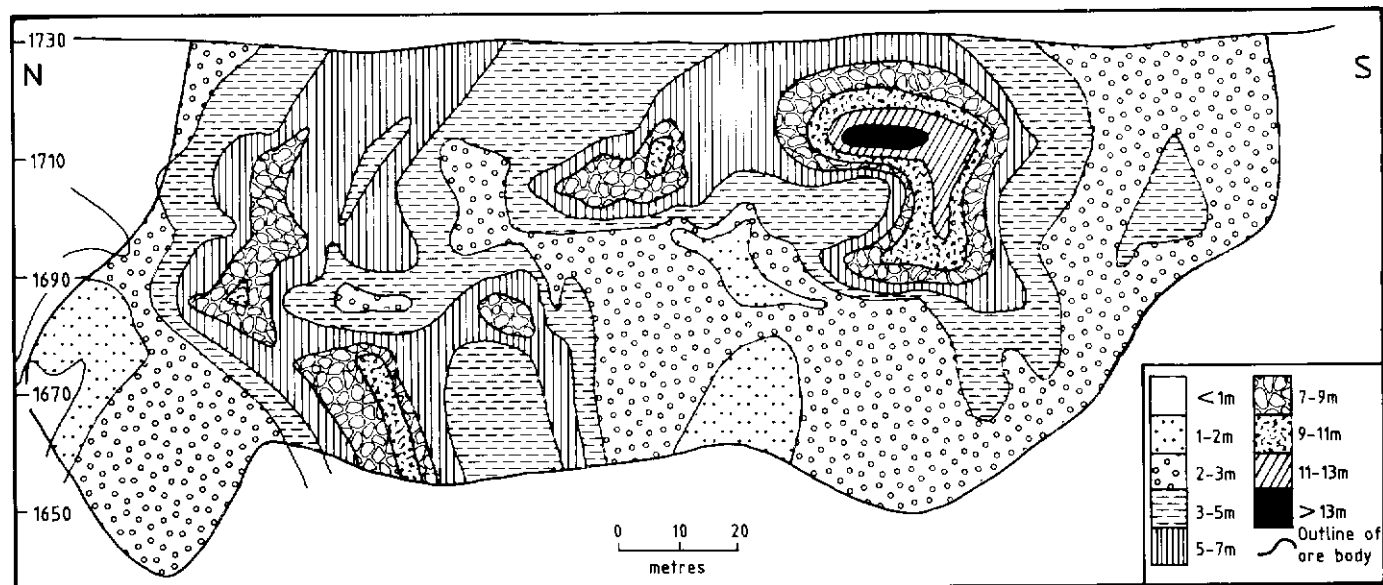 1730
N
S
1710
1690
1670
1650
0 10 20
metres
< 1m
1-2m
2-3m
3-5m
5-7m
7-9m
9-11m
11-13m
> 13m
Outline of
ore body